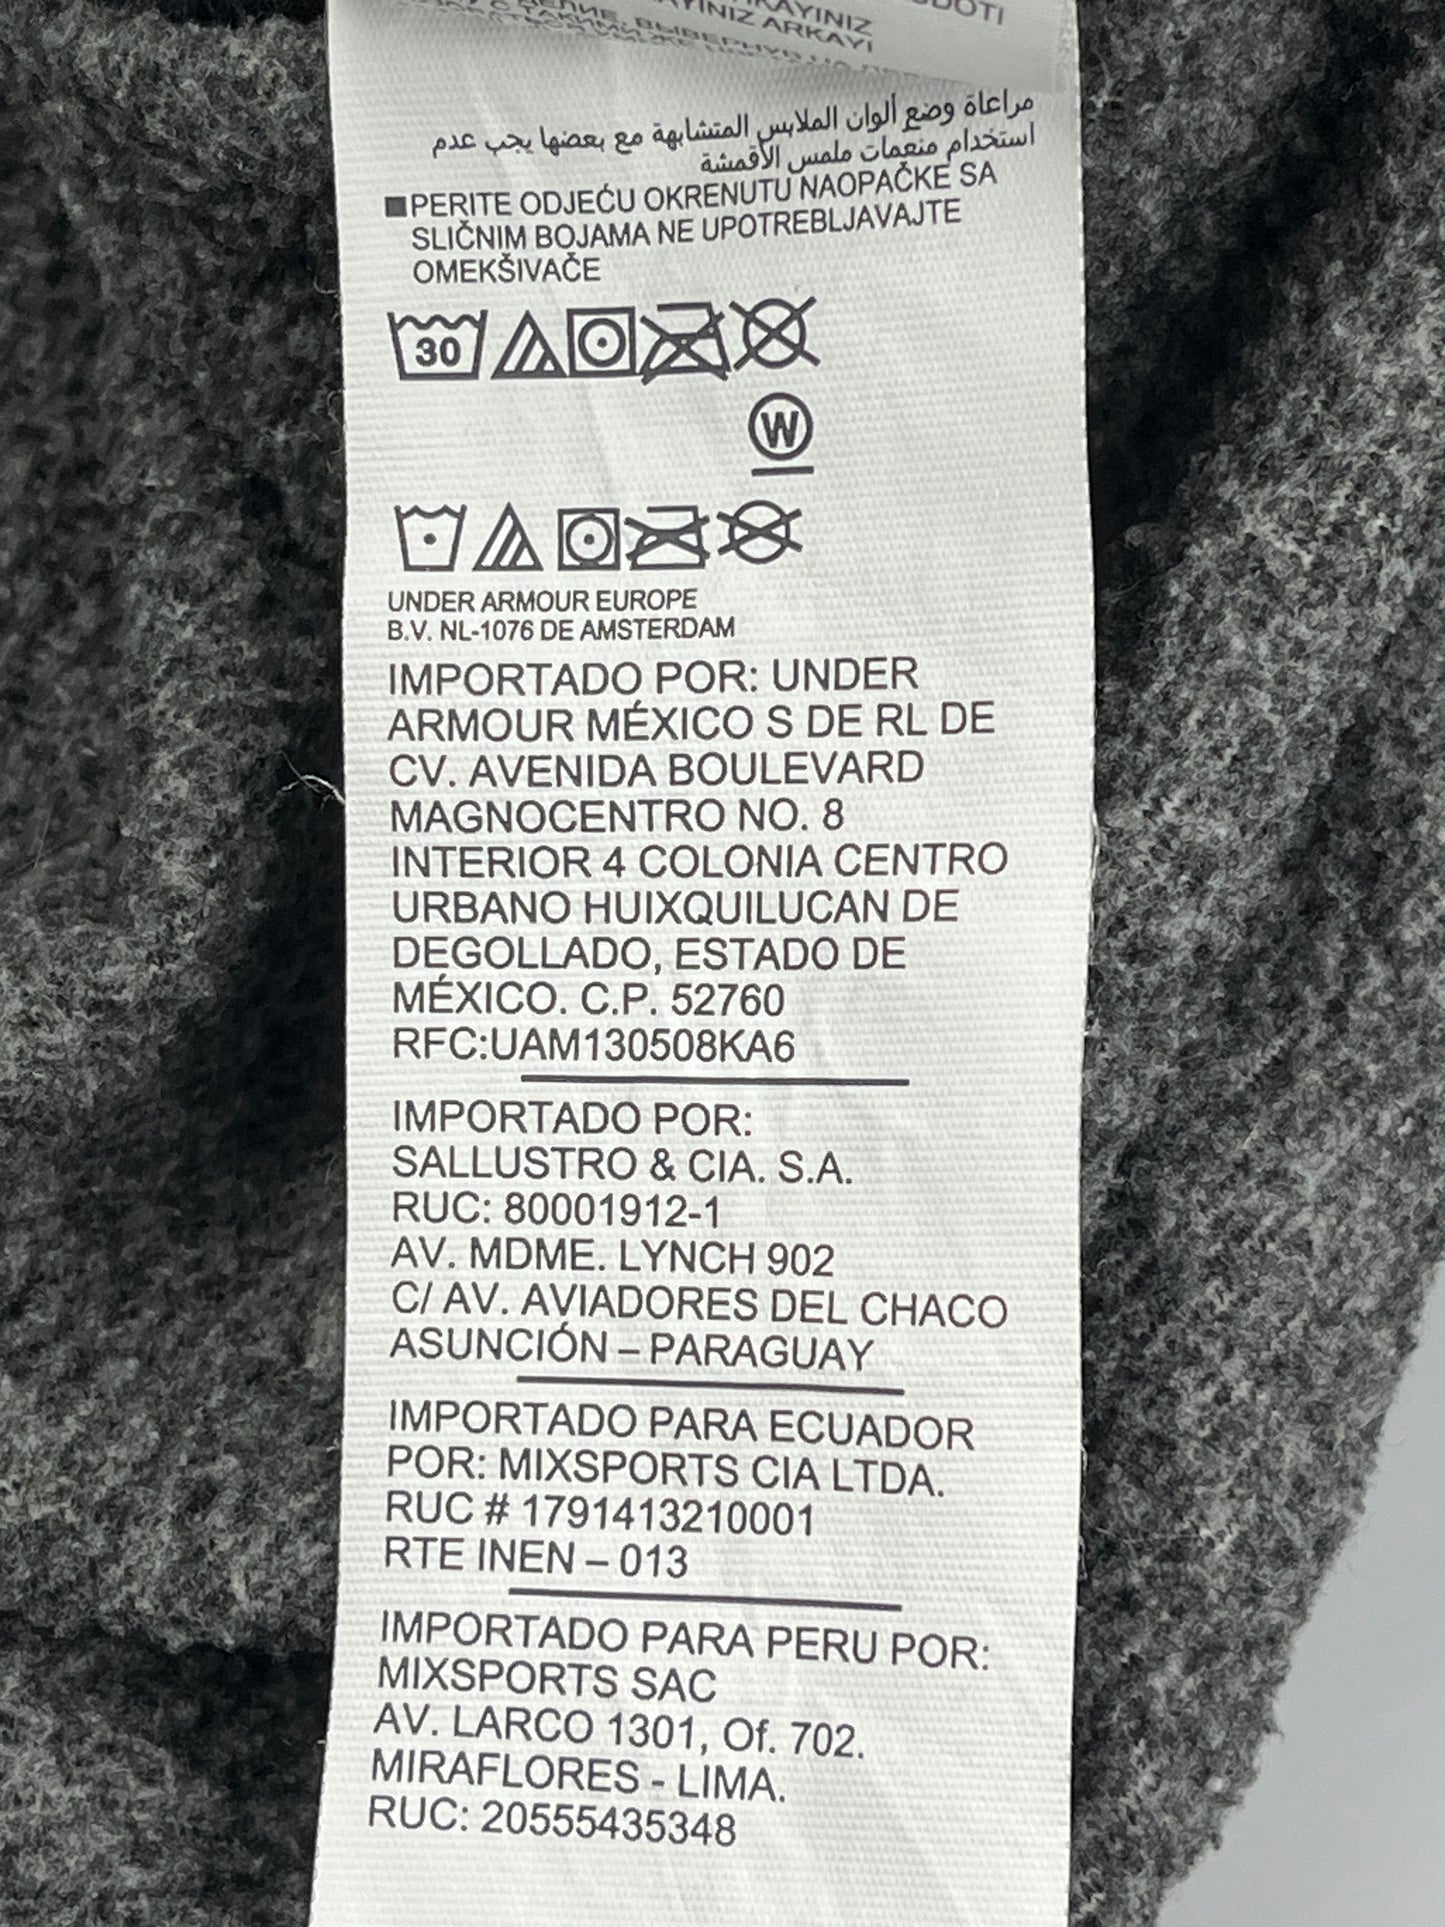 YINIZ ARKAYI
مراعاة وضع ألوان الملابس المتشابهة مع بعضها يجب عدم
استخدام منعمات ملمس الأقمشة
■PERITE ODJEĆU OKRENUTU NAOPAČKE SA
SLIČNIM BOJAMA NE UPOTREBLJAVAJTE
OMEKŠIVAČE
30
W
UNDER ARMOUR EUROPE
B.V. NL-1076 DE AMSTERDAM
IMPORTADO POR: UNDER
ARMOUR MÉXICO S DE RL DE
CV. AVENIDA BOULEVARD
MAGNOCENTRO NO. 8
INTERIOR 4 COLONIA CENTRO
URBANO HUIXQUILUCAN DE
DEGOLLADO, ESTADO DE
MÉXICO. C.P. 52760
RFC:UAM130508KA6
IMPORTADO POR:
SALLUSTRO & CIA. S.A.
RUC: 80001912-1
AV. MDME. LYNCH 902
C/ AV. AVIADORES DEL CHACO
ASUNCIÓN – PARAGUAY
IMPORTADO PARA ECUADOR
POR: MIXSPORTS CIA LTDA.
RUC # 1791413210001
RTE INEN – 013
IMPORTADO PARA PERU POR:
MIXSPORTS SAC
AV. LARCO 1301, Of. 702.
MIRAFLORES - LIMA.
RUC: 20555435348